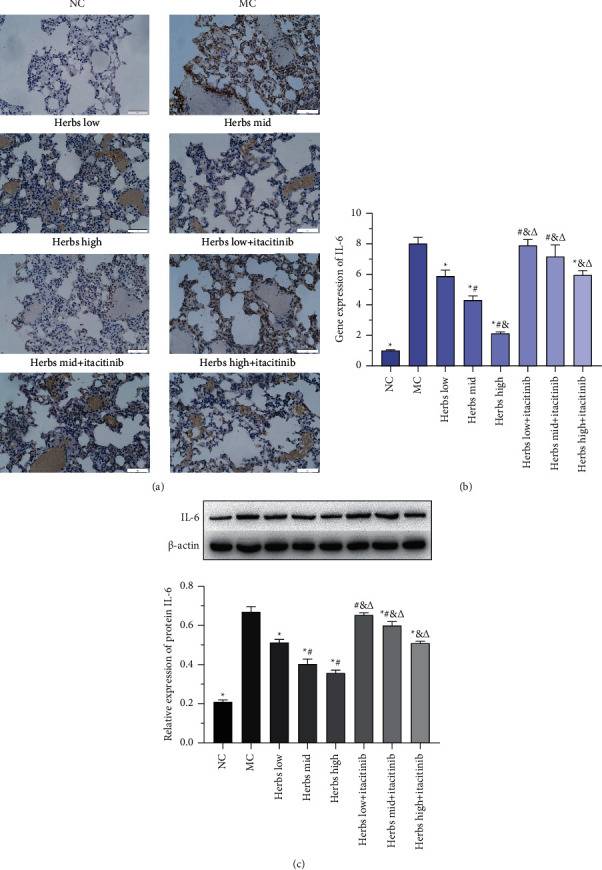 NC MC
Herbs low Herbs mid
Herbs high Herbs low+itacitinib
Herbs mid+itacitinib Herbs high+itacitinib
(a)
Gene expression of IL-6
10
8
6
4
2
0
*
*
*#
*#&
#&Δ
#&Δ
*&Δ
NC
MC
Herbs low
Herbs mid
Herbs high
Herbs low+itacitinib
Herbs mid+itacitinib
Herbs high+itacitinib
(b)
IL-6
β-actin
Relative expression of protein IL-6
0.8
0.6
0.4
0.2
0.0
*
*
*#
*#
#&Δ
*#&Δ
*&Δ
NC
MC
Herbs low
Herbs mid
Herbs high
Herbs low+itacitinib
Herbs mid+itacitinib
Herbs high+itacitinib
(c)